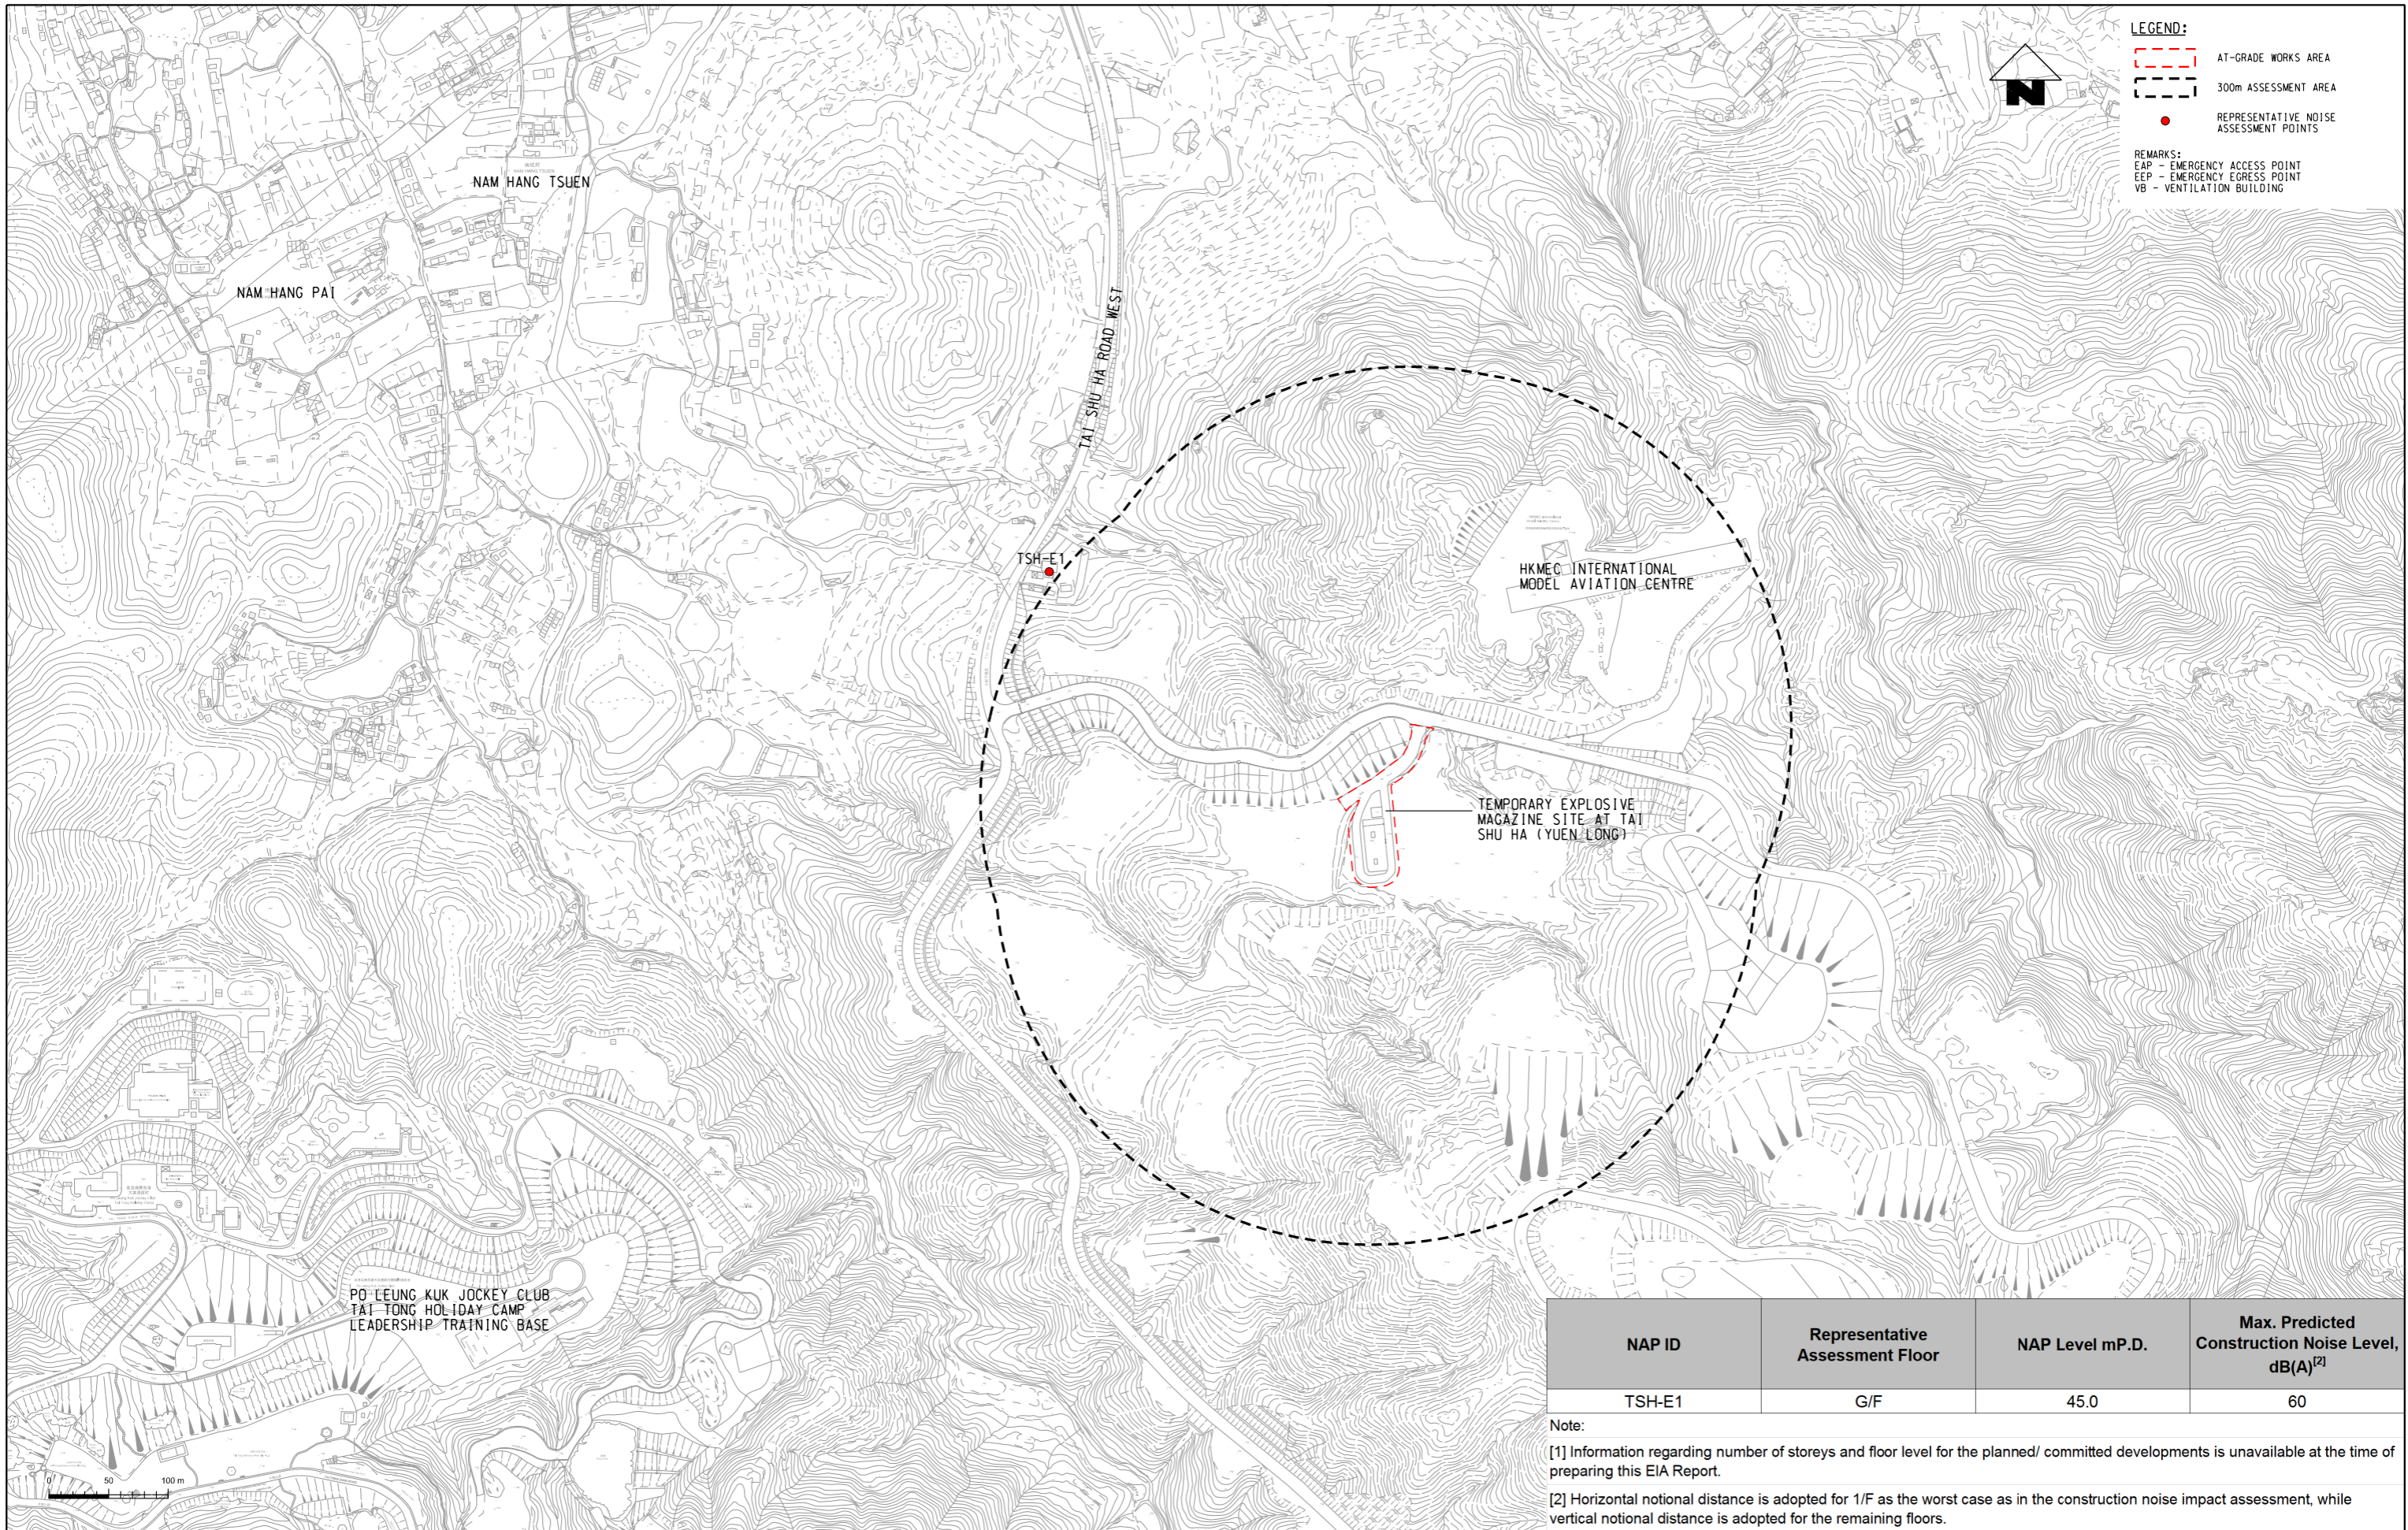 LEGEND:
AT-GRADE WORKS AREA
300m ASSESSMENT AREA
REPRESENTATIVE NOISE
ASSESSMENT POINTS
REMARKS:
EAP - EMERGENCY ACCESS POINT
EEP - EMERGENCY EGRESS POINT
VB - VENTILATION BUILDING
N
NAM HANG TSUEN
NAM HANG PAI
TAI SHU HA ROAD WEST
TSH-E1
HKMEC INTERNATIONAL
MODEL AVIATION CENTRE
TEMPORARY EXPLOSIVE
MAGAZINE SITE AT TAI
SHU HA (YUEN LONG)
PO LEUNG KUK JOCKEY CLUB
TAI TONG HOLIDAY CAMP
LEADERSHIP TRAINING BASE
0 50 100 m
NAP ID
Representative
Assessment Floor
NAP Level mP.D.
Max. Predicted
Construction Noise Level,
dB(A)[2]
TSH-E1 G/F 45.0 60
Note:
[1] Information regarding number of storeys and floor level for the planned/ committed developments is unavailable at the time of
preparing this EIA Report.
[2] Horizontal notional distance is adopted for 1/F as the worst case as in the construction noise impact assessment, while
vertical notional distance is adopted for the remaining floors.